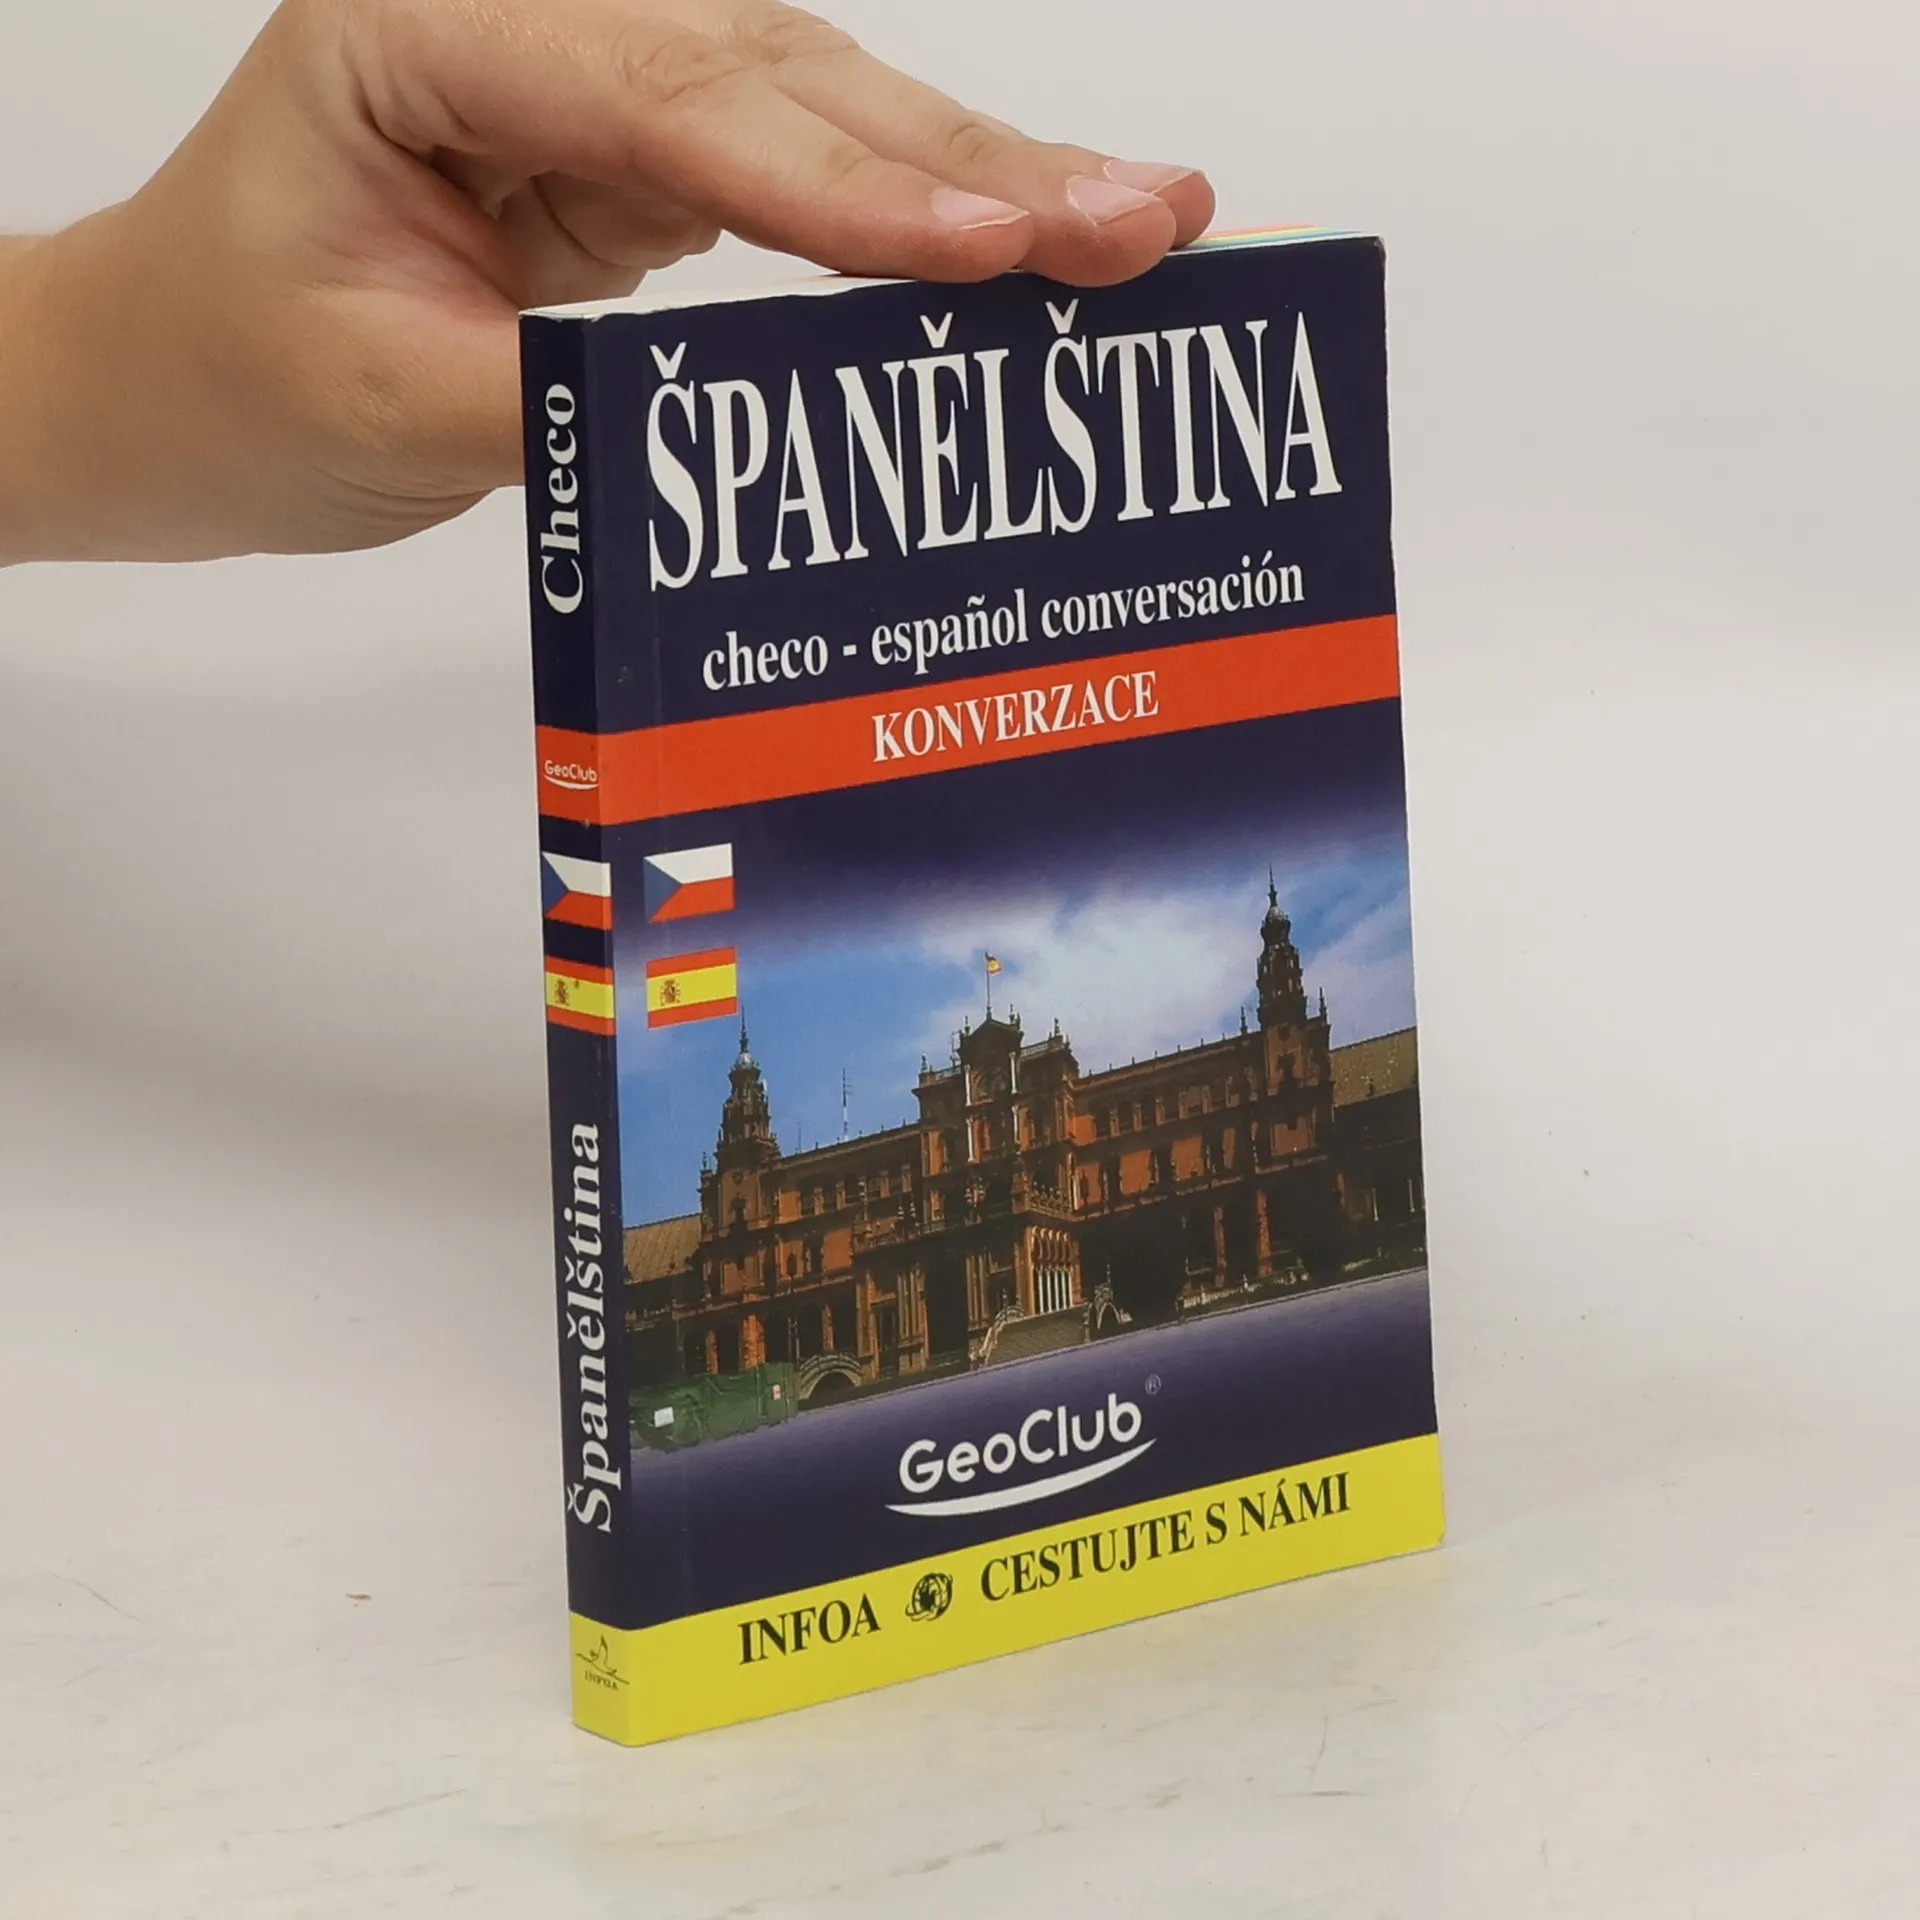 ŠPANĚLŠTINA
checo - español conversación
KONVERZACE
GeoClub ®
INFOA CESTUJTE S NÁMI
Checo
GeoClub
Španělština
INFOA